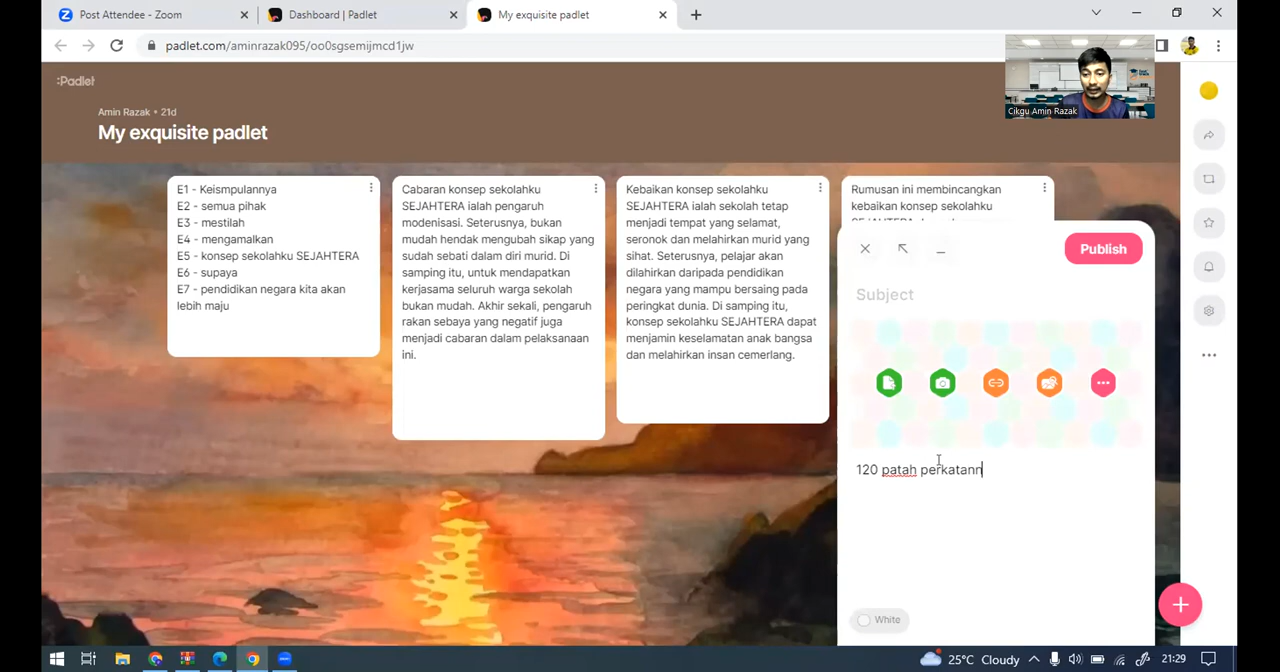 Post Attendee - Zoom
Dashboard | Padlet
My exquisite padlet
padlet.com/aminrazak095/oo0sgsemijmcd1jw
:Padlet
Amin Razak • 21d
My exquisite padlet
Cikgu Amin Razak
E1 - Keismpulannya
E2 - semua pihak
E3 - mestilah
E4 - mengamalkan
E5 - konsep sekolahku SEJAHTERA
E6 - supaya
E7 - pendidikan negara kita akan
lebih maju
Cabaran konsep sekolahku
SEJAHTERA ialah pengaruh
modenisasi. Seterusnya, bukan
mudah hendak mengubah sikap yang
sudah sebati dalam diri murid. Di
samping itu, untuk mendapatkan
kerjasama seluruh warga sekolah
bukan mudah. Akhir sekali, pengaruh
rakan sebaya yang negatif juga
menjadi cabaran dalam pelaksanaan
ini.
Kebaikan konsep sekolahku
SEJAHTERA ialah sekolah tetap
menjadi tempat yang selamat,
seronok dan melahirkan murid yang
sihat. Seterusnya, pelajar akan
dilahirkan daripada pendidikan
negara yang mampu bersaing pada
peringkat dunia. Di samping itu,
konsep sekolahku SEJAHTERA dapat
menjamin keselamatan anak bangsa
dan melahirkan insan cemerlang.
Rumusan ini membincangkan
kebaikan konsep sekolahku
Publish
Subject
120 patah perkatann
White
25°C Cloudy
21:29